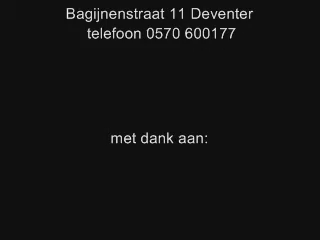 Bagijnenstraat 11 Deventer
telefoon 0570 600177
met dank aan: